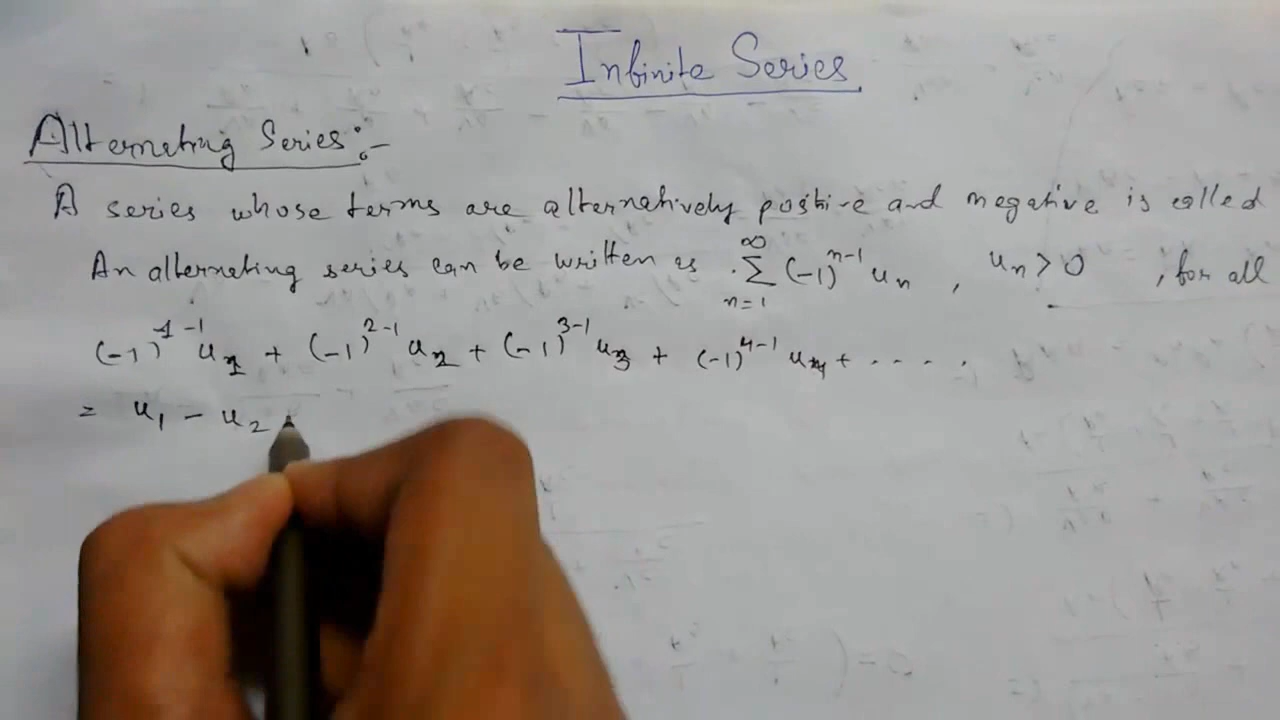 Infinite Series
Alternating Series:-
A series whose terms are alternatively positive and negative is called
An alternating series can be written as ∑_{n=1}^{∞} (-1)^{n-1} u_n , u_n > 0 , for all
(-1)^{1-1} u_1 + (-1)^{2-1} u_2 + (-1)^{3-1} u_3 + (-1)^{4-1} u_4 + . . . . .
= u_1 - u_2